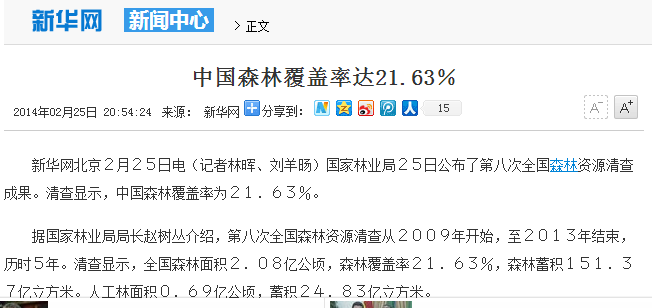 新华网 新闻中心 > 正文
中国森林覆盖率达21.63%
2014年02月25日 20:54:24 来源： 新华网 分享到： 15 A- A+
新华网北京２月２５日电（记者林晖、刘羊旸）国家林业局２５日公布了第八次全国森林资源清查
成果。清查显示，中国森林覆盖率为２１．６３％。
据国家林业局局长赵树丛介绍，第八次全国森林资源清查从２００９年开始，至２０１３年结束，
历时５年。清查显示，全国森林面积２．０８亿公顷，森林覆盖率２１．６３％，森林蓄积１５１．３
７亿立方米。人工林面积０．６９亿公顷，蓄积２４．８３亿立方米。